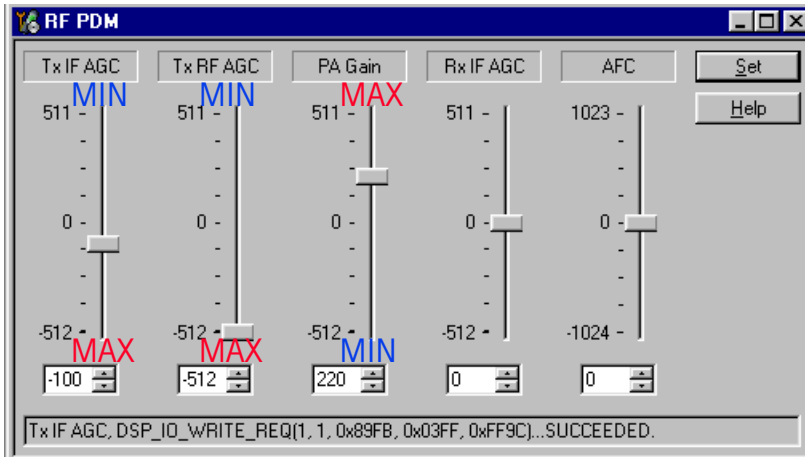 RF PDM
Tx IF AGC Tx RF AGC PA Gain Rx IF AGC AFC Set
MIN MIN MAX
511 511 511 511 1023 Help
0 0 0 0 0
-512 -512 -512 -512 -1024
MAX MAX MIN
-100 -512 220 0 0
Tx IF AGC, DSP_IO_WRITE_REQ(1, 1, 0x89FB, 0x03FF, 0xFF9C)...SUCCEEDED.